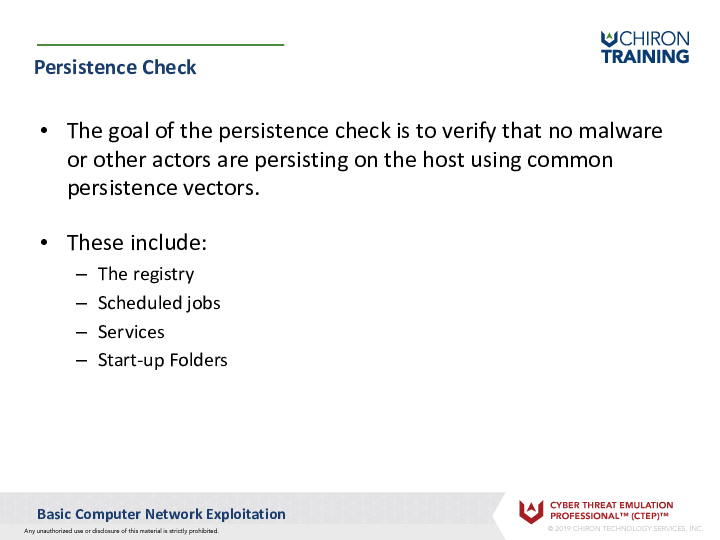 CHIRON
TRAINING
Persistence Check
• The goal of the persistence check is to verify that no malware
or other actors are persisting on the host using common
persistence vectors.
• These include:
– The registry
– Scheduled jobs
– Services
– Start-up Folders
Basic Computer Network Exploitation
Any unauthorized use or disclosure of this material is strictly prohibited.
CYBER THREAT EMULATION
PROFESSIONAL™ (CTEP)™
© 2019 CHIRON TECHNOLOGY SERVICES, INC.